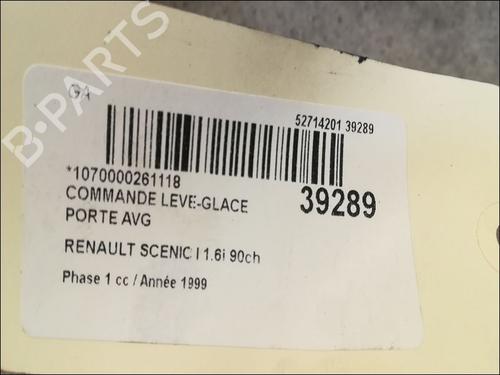 B-PARTS
GA
52714201 39289
*1070000261118
COMMANDE LEVE-GLACE
PORTE AVG
39289
RENAULT SCENIC I 1.6i 90ch
Phase 1 cc / Année 1999